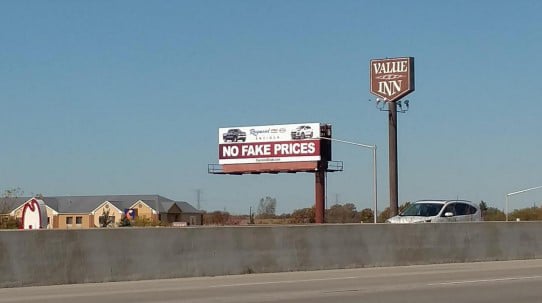 VALUE
INN
NO FAKE PRICES